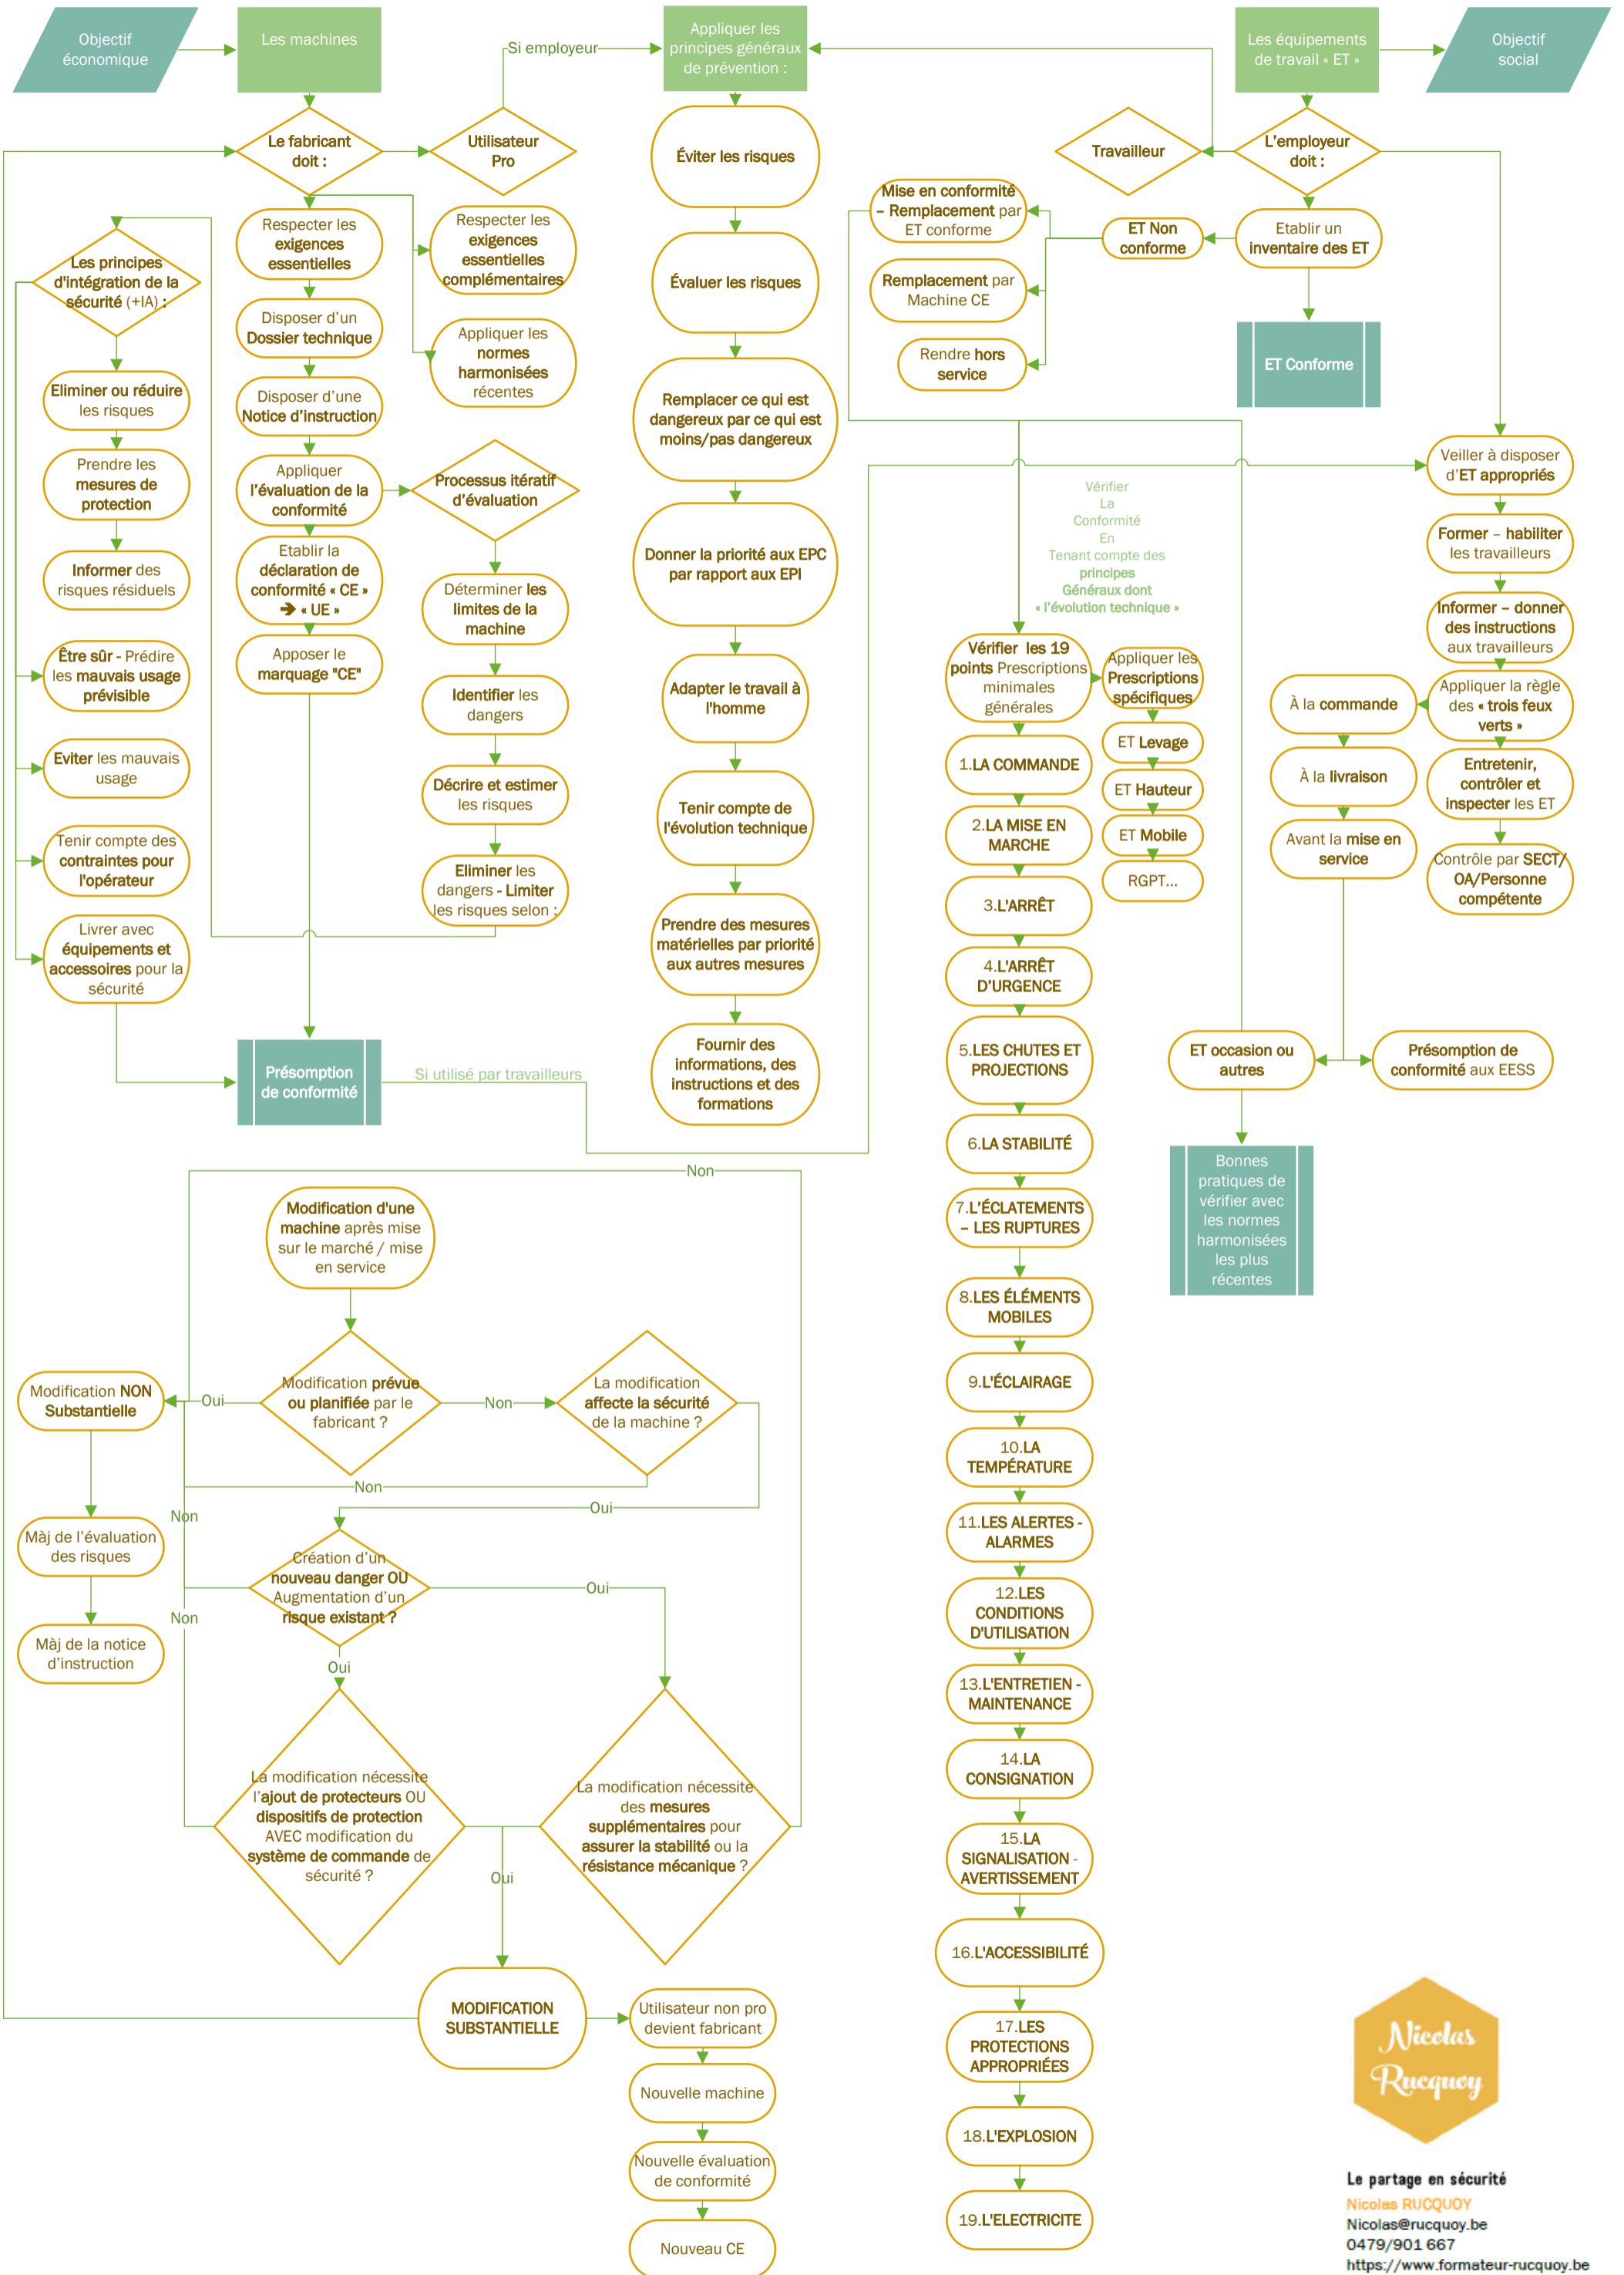 Objectif
économique
Les machines
Si employeur
Appliquer les
principes généraux
de prévention :
Les équipements
de travail « ET »
Objectif
social
Le fabricant
doit :
Utilisateur
Pro
Éviter les risques
Travailleur
L'employeur
doit :
Les principes
d'intégration de la
sécurité (+IA) :
Eliminer ou réduire
les risques
Prendre les
mesures de
protection
Informer des
risques résiduels
Être sûr - Prédire
les mauvais usage
prévisible
Eviter les mauvais
usage
Tenir compte des
contraintes pour
l'opérateur
Livrer avec
équipements et
accessoires pour la
sécurité
Respecter les
exigences
essentielles
Disposer d'un
Dossier technique
Disposer d'une
Notice d'instruction
Appliquer
l'évaluation de la
conformité
Etablir la
déclaration de
conformité « CE »
➔ « UE »
Apposer le
marquage "CE"
Présomption
de conformité
Si utilisé par travailleurs
Respecter les
exigences
essentielles
complémentaires
Appliquer les
normes
harmonisées
récentes
Processus itératif
d'évaluation
Déterminer les
limites de la
machine
Identifier les
dangers
Décrire et estimer
les risques
Eliminer les
dangers - Limiter
les risques selon :
Évaluer les risques
Remplacer ce qui est
dangereux par ce qui est
moins/pas dangereux
Donner la priorité aux EPC
par rapport aux EPI
Adapter le travail à
l'homme
Tenir compte de
l'évolution technique
Prendre des mesures
matérielles par priorité
aux autres mesures
Fournir des
informations, des
instructions et des
formations
Mise en conformité
– Remplacement par
ET conforme
Remplacement par
Machine CE
Rendre hors
service
ET Non
conforme
Etablir un
inventaire des ET
ET Conforme
Vérifier
La
Conformité
En
Tenant compte des
principes
Généraux dont
« l'évolution technique »
Vérifier les 19
points Prescriptions
minimales
générales
Appliquer les
Prescriptions
spécifiques
ET Levage
ET Hauteur
ET Mobile
RGPT...
1.LA COMMANDE
2.LA MISE EN
MARCHE
3.L'ARRÊT
4.L'ARRÊT
D'URGENCE
5.LES CHUTES ET
PROJECTIONS
6.LA STABILITÉ
7.L'ÉCLATEMENTS
– LES RUPTURES
8.LES ÉLÉMENTS
MOBILES
9.L'ÉCLAIRAGE
10.LA
TEMPÉRATURE
11.LES ALERTES -
ALARMES
12.LES
CONDITIONS
D'UTILISATION
13.L'ENTRETIEN -
MAINTENANCE
14.LA
CONSIGNATION
15.LA
SIGNALISATION -
AVERTISSEMENT
16.L'ACCESSIBILITÉ
17.LES
PROTECTIONS
APPROPRIÉES
18.L'EXPLOSION
19.L'ELECTRICITE
Veiller à disposer
d'ET appropriés
Former – habiliter
les travailleurs
Informer – donner
des instructions
aux travailleurs
Appliquer la règle
des « trois feux
verts »
Entretenir,
contrôler et
inspecter les ET
Contrôle par SECT/
OA/Personne
compétente
À la commande
À la livraison
Avant la mise en
service
ET occasion ou
autres
Présomption de
conformité aux EESS
Bonnes
pratiques de
vérifier avec
les normes
harmonisées
les plus
récentes
Non
Modification d'une
machine après mise
sur le marché / mise
en service
Modification prévue
ou planifiée par le
fabricant ?
Oui
Non
La modification
affecte la sécurité
de la machine ?
Modification NON
Substantielle
Màj de l'évaluation
des risques
Màj de la notice
d'instruction
Non
Oui
Non
Création d'un
nouveau danger OU
Augmentation d'un
risque existant ?
Oui
Non
Oui
La modification nécessite
l'ajout de protecteurs OU
dispositifs de protection
AVEC modification du
système de commande de
sécurité ?
La modification nécessite
des mesures
supplémentaires pour
assurer la stabilité ou la
résistance mécanique ?
Oui
MODIFICATION
SUBSTANTIELLE
Utilisateur non pro
devient fabricant
Nouvelle machine
Nouvelle évaluation
de conformité
Nouveau CE
Nicolas
Rucquoy
Le partage en sécurité
Nicolas RUCQUOY
Nicolas@rucquoy.be
0479/901 667
https://www.formateur-rucquoy.be